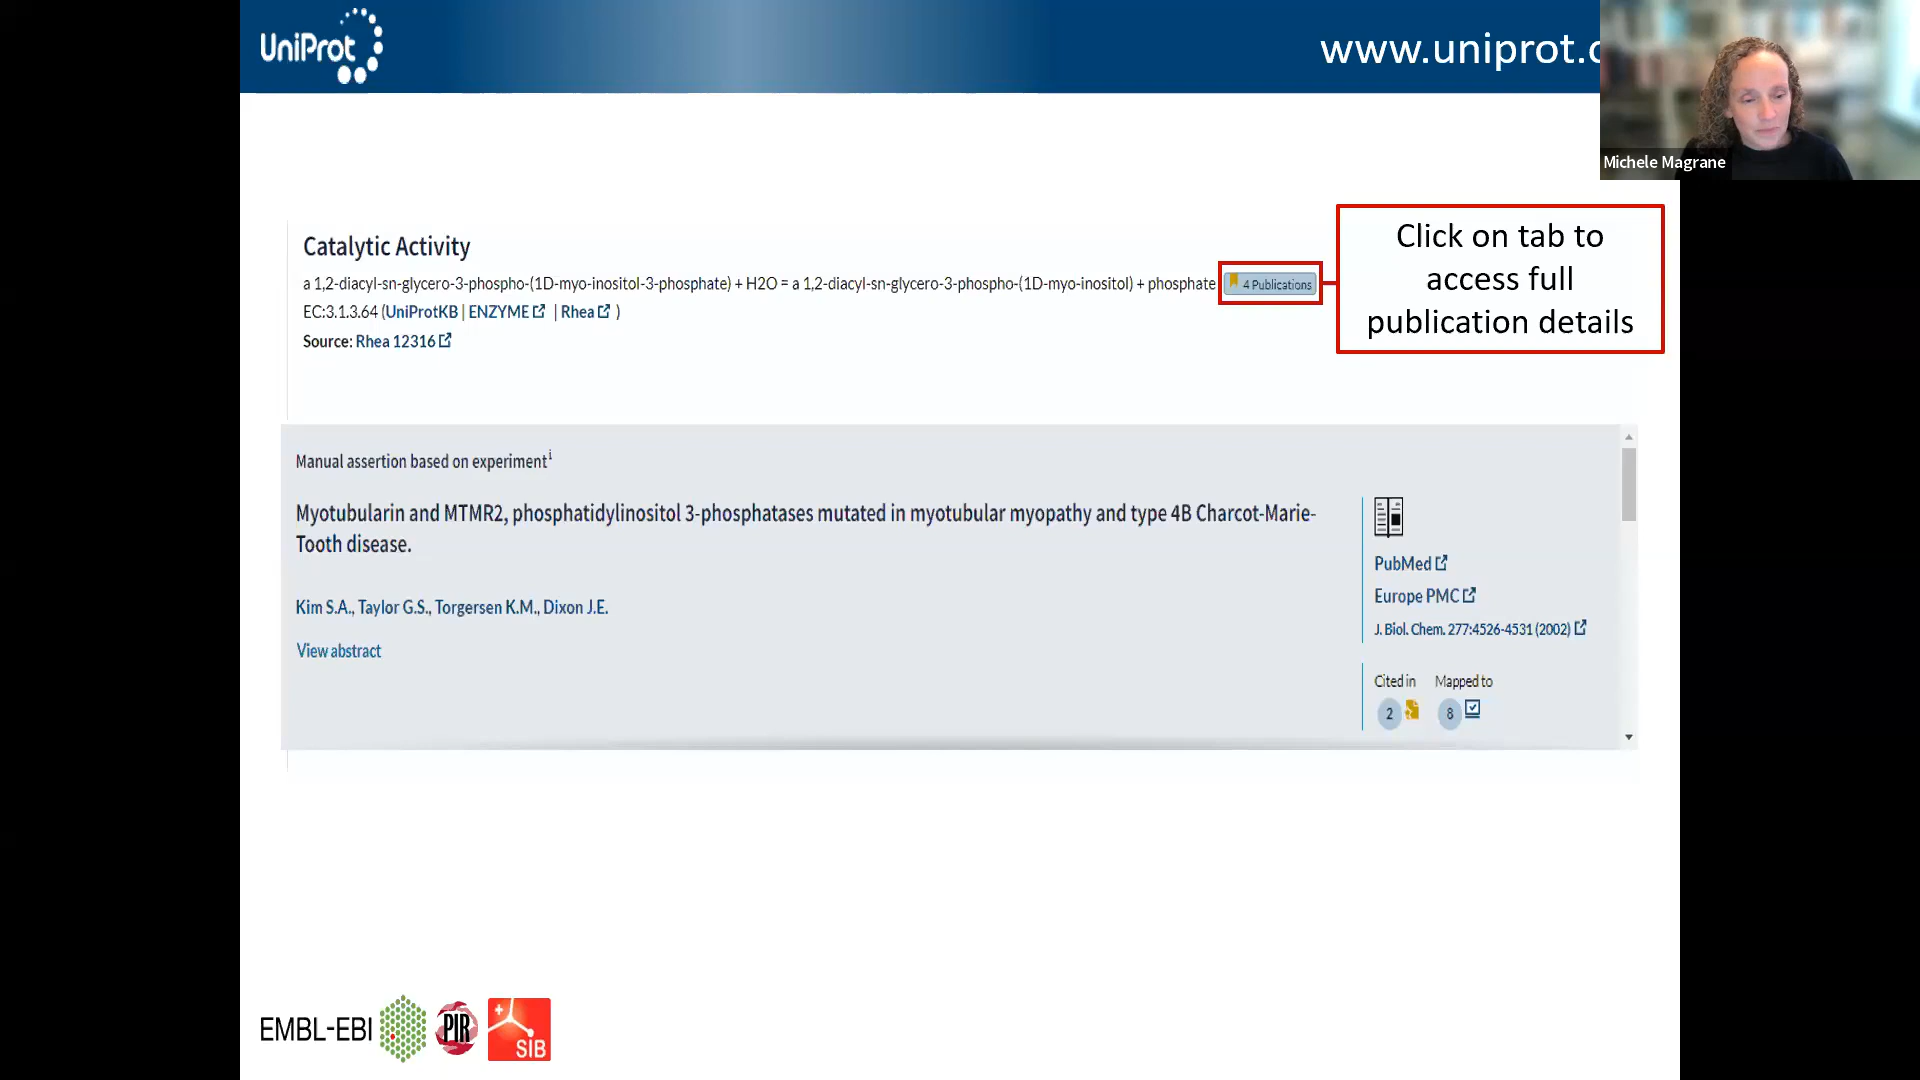 UniProt
www.uniprot.
Michele Magrane
Catalytic Activity
a 1,2-diacyl-sn-glycero-3-phospho-(1D-myo-inositol-3-phosphate) + H2O = a 1,2-diacyl-sn-glycero-3-phospho-(1D-myo-inositol) + phosphate 4 Publications
EC:3.1.3.64 (UniProtKB | ENZYME | Rhea )
Source: Rhea 12316
Click on tab to
access full
publication details
Manual assertion based on experiment i
Myotubularin and MTMR2, phosphatidylinositol 3-phosphatases mutated in myotubular myopathy and type 4B Charcot-Marie-
Tooth disease.
Kim S.A., Taylor G.S., Torgersen K.M., Dixon J.E.
View abstract
PubMed
Europe PMC
J. Biol. Chem. 277:4526-4531 (2002)
Cited in Mapped to
2 8
EMBL-EBI PIR SIB